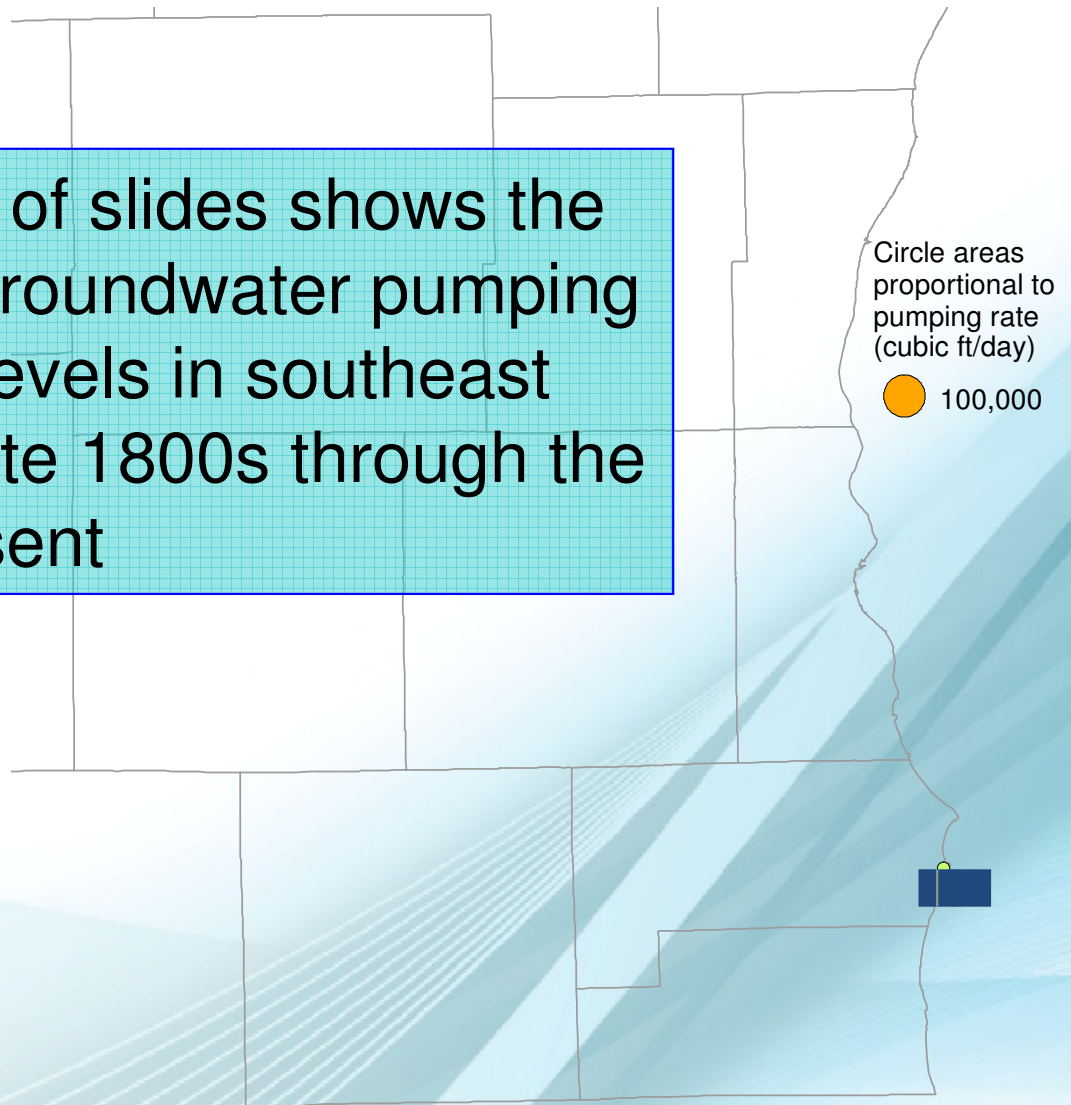 of slides shows the
roundwater pumping
evels in southeast
te 1800s through the
sent
Circle areas
proportional to
pumping rate
(cubic ft/day)
100,000